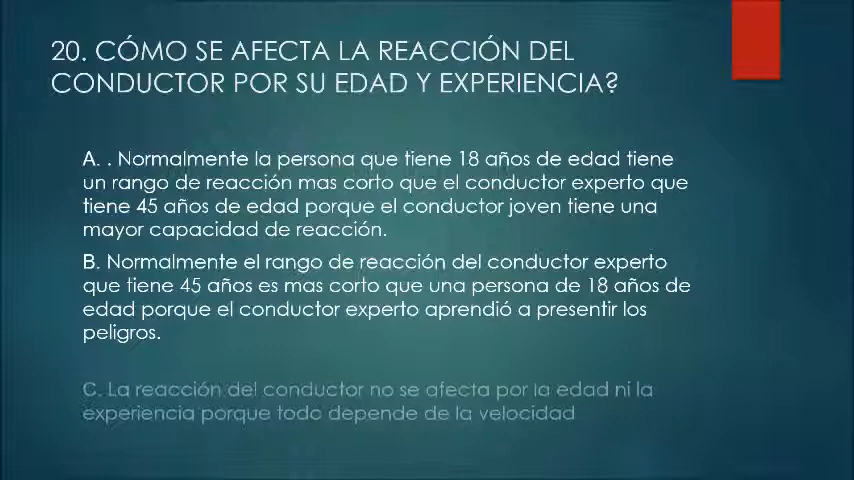 20. CÓMO SE AFECTA LA REACCIÓN DEL
CONDUCTOR POR SU EDAD Y EXPERIENCIA?
A. . Normalmente la persona que tiene 18 años de edad tiene
un rango de reacción mas corto que el conductor experto que
tiene 45 años de edad porque el conductor joven tiene una
mayor capacidad de reacción.
B. Normalmente el rango de reacción del conductor experto
que tiene 45 años es mas corto que una persona de 18 años de
edad porque el conductor experto aprendió a presentir los
peligros.
C. La reacción del conductor no se afecta por la edad ni la
experiencia porque todo depende de la velocidad